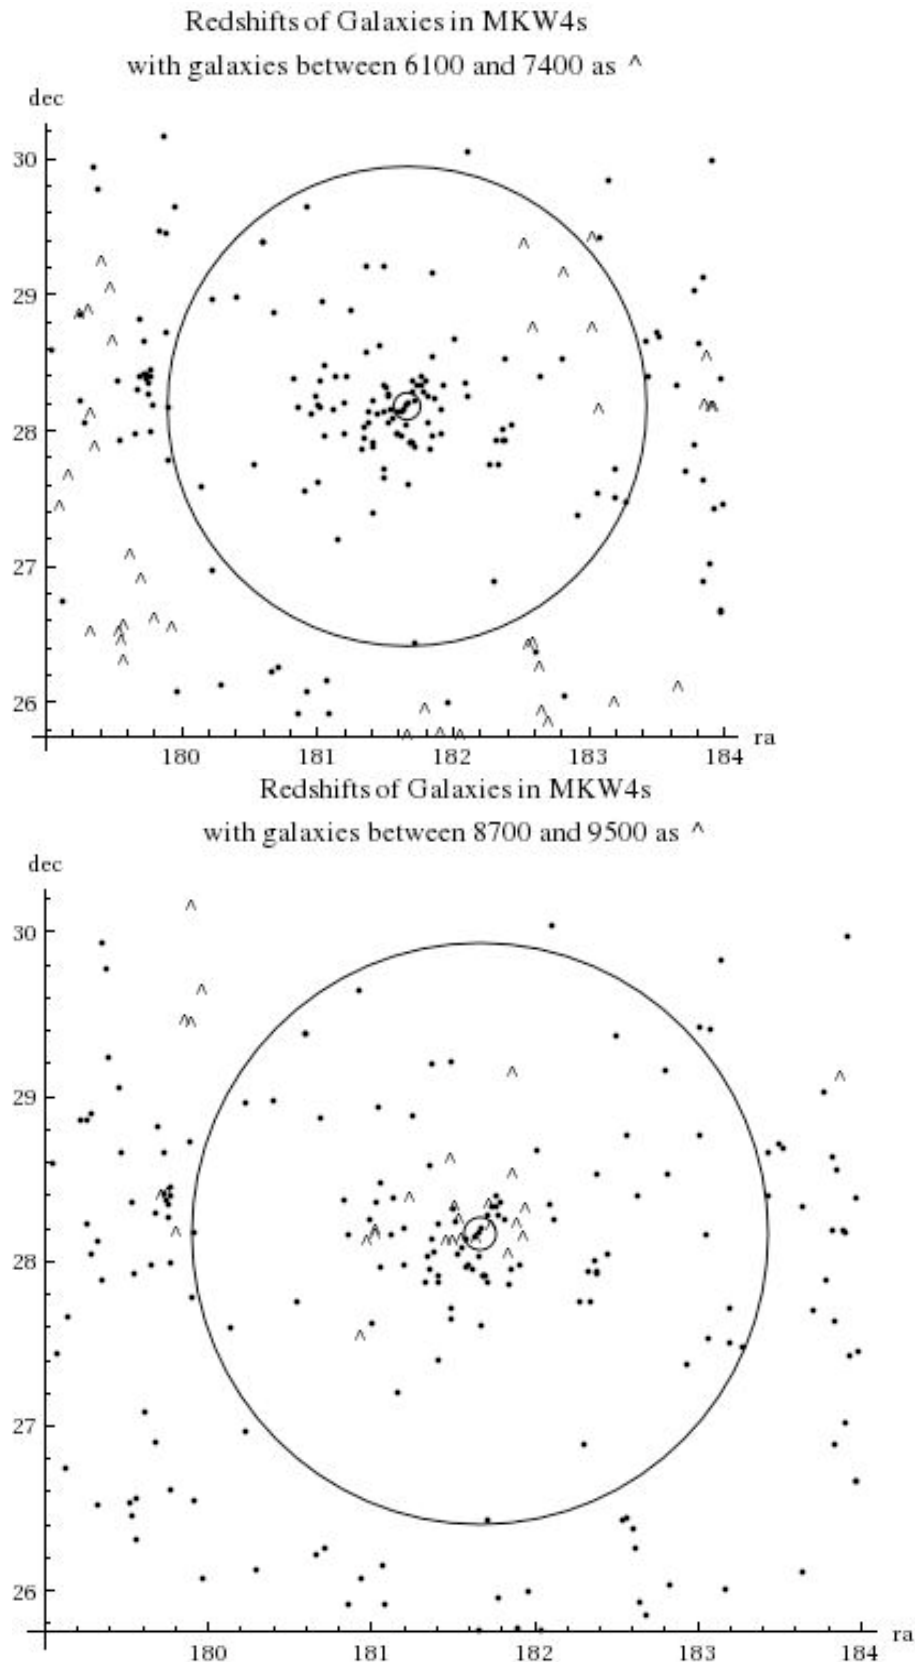 Redshifts of Galaxies in MKW4s
with galaxies between 6100 and 7400 as ^
dec
30
29
28
27
26
180 181 182 183 184
ra
Redshifts of Galaxies in MKW4s
with galaxies between 8700 and 9500 as ^
dec
30
29
28
27
26
180 181 182 183 184
ra